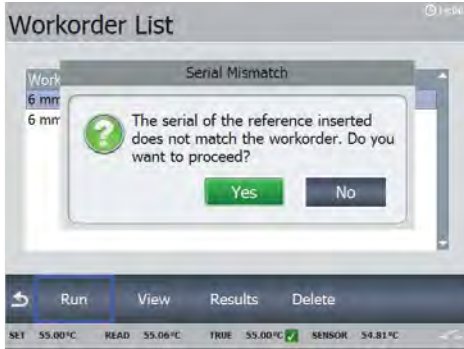 Workorder List
Serial Mismatch
Work
6 mm
6 mm
The serial of the reference inserted
does not match the workorder. Do you
want to proceed?
Yes No
Run View Results Delete
SET 55.00°C READ 55.06°C TRUE 55.00°C SENSOR 54.81°C